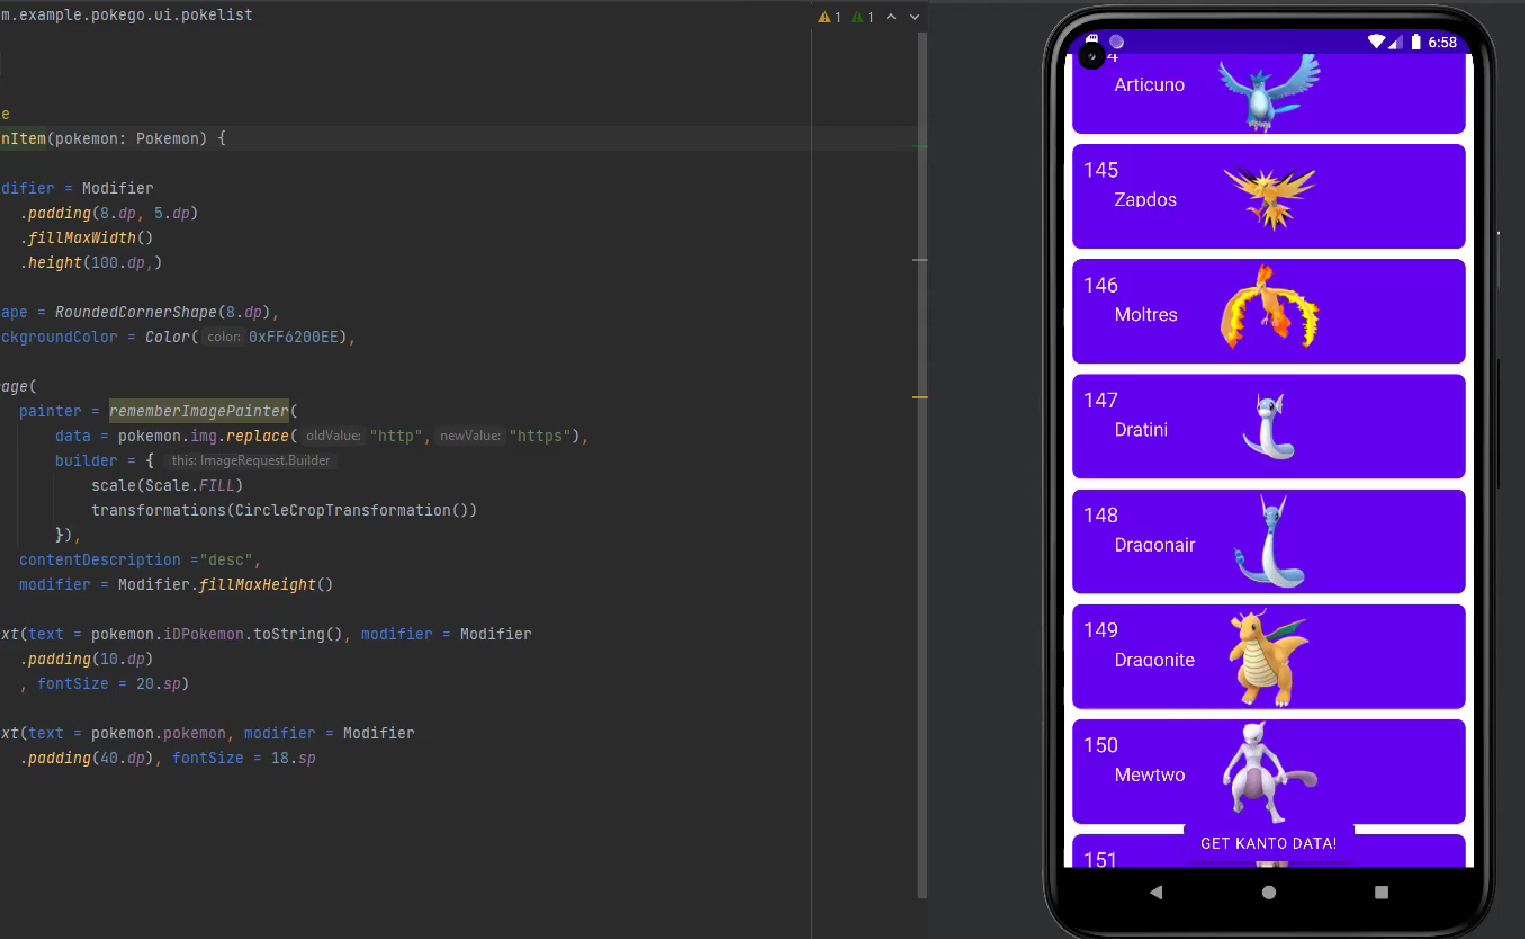 m.example.pokego.ui.pokelist
1 1
e
nItem(pokemon: Pokemon) {
difier = Modifier
.padding(8.dp, 5.dp)
.fillMaxWidth()
.height(100.dp,)
ape = RoundedCornerShape(8.dp),
ckgroundColor = Color( color: 0xFF6200EE),
age(
painter = rememberImagePainter(
data = pokemon.img.replace( oldValue: "http", newValue: "https"),
builder = { this: ImageRequest.Builder
scale(Scale.FILL)
transformations(CircleCropTransformation())
}),
contentDescription ="desc",
modifier = Modifier.fillMaxHeight()
xt(text = pokemon.iDPokemon.toString(), modifier = Modifier
.padding(10.dp)
, fontSize = 20.sp)
xt(text = pokemon.pokemon, modifier = Modifier
.padding(40.dp), fontSize = 18.sp
6:58
4
Articuno
145
Zapdos
146
Moltres
147
Dratini
148
Dragonair
149
Dragonite
150
Mewtwo
151
GET KANTO DATA!